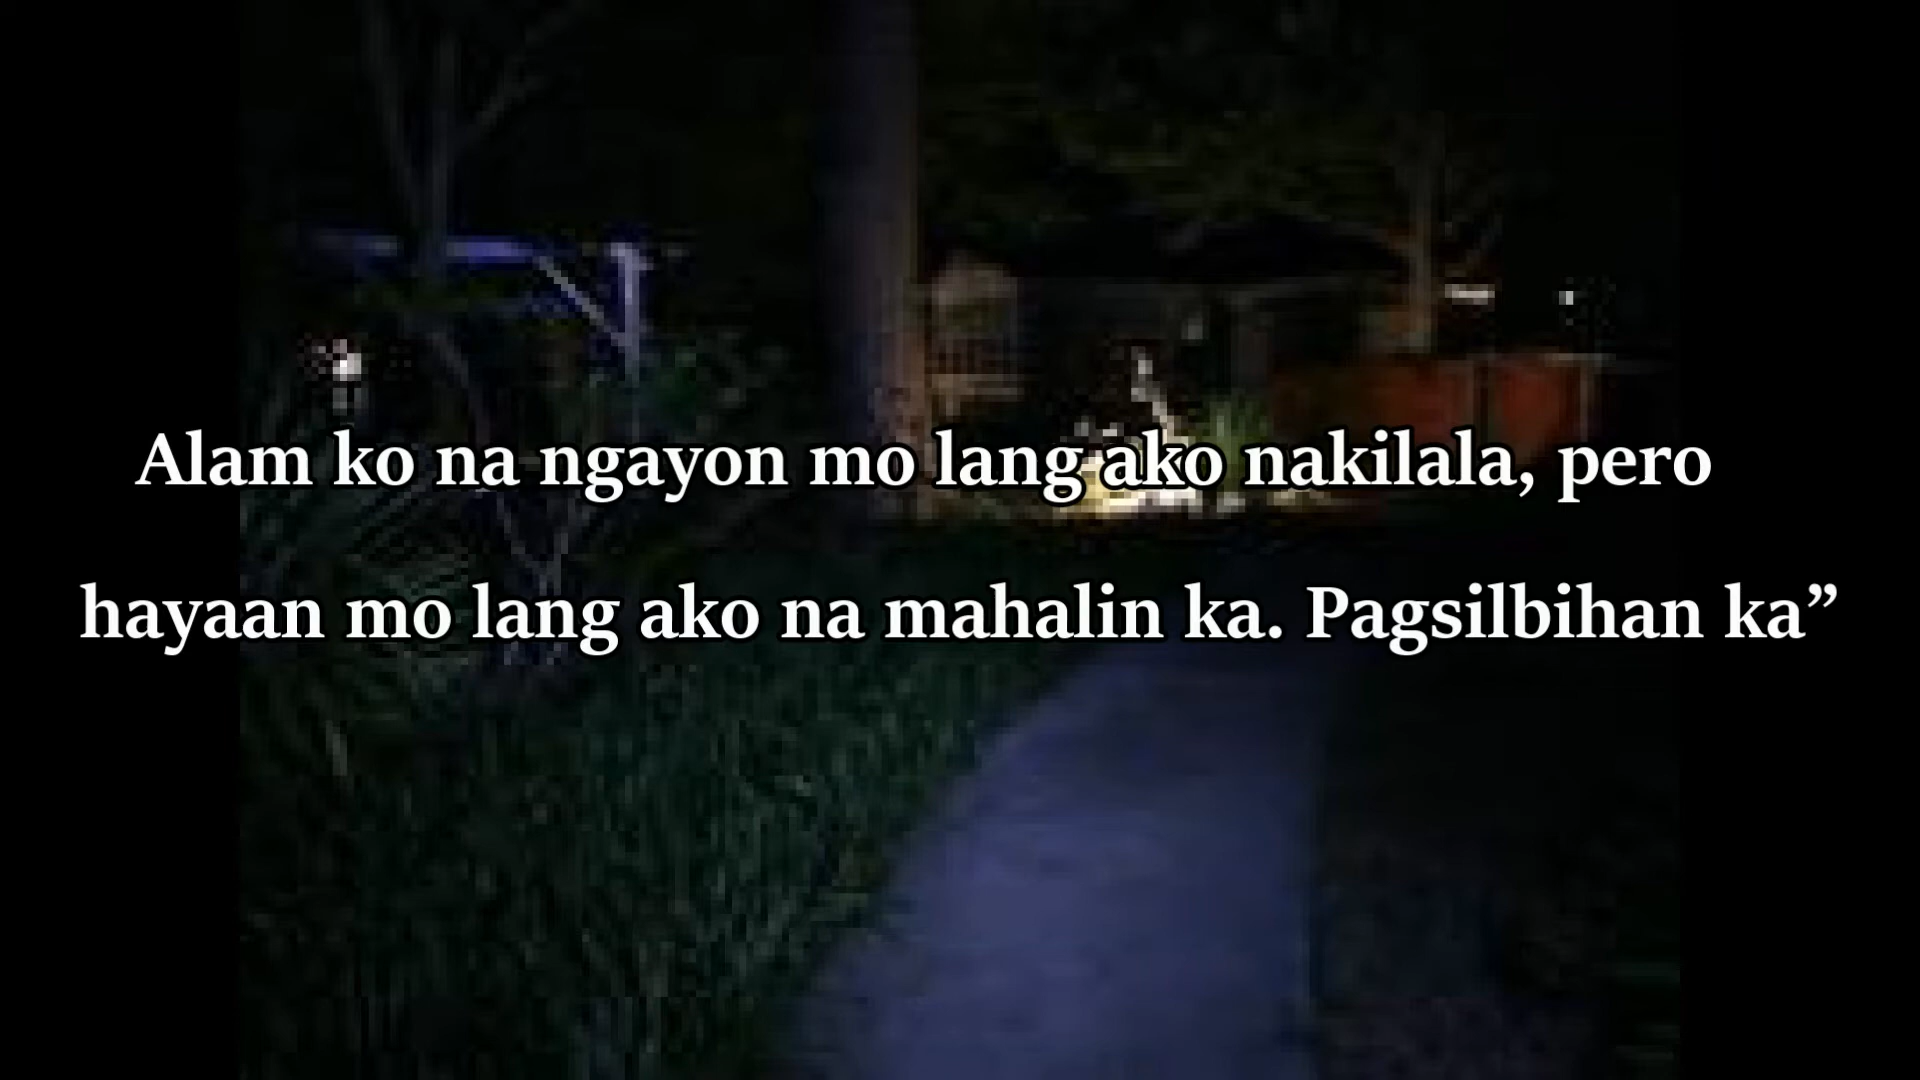 Alam ko na ngayon mo lang ako nakilala, pero
hayaan mo lang ako na mahalin ka. Pagsilbihan ka”